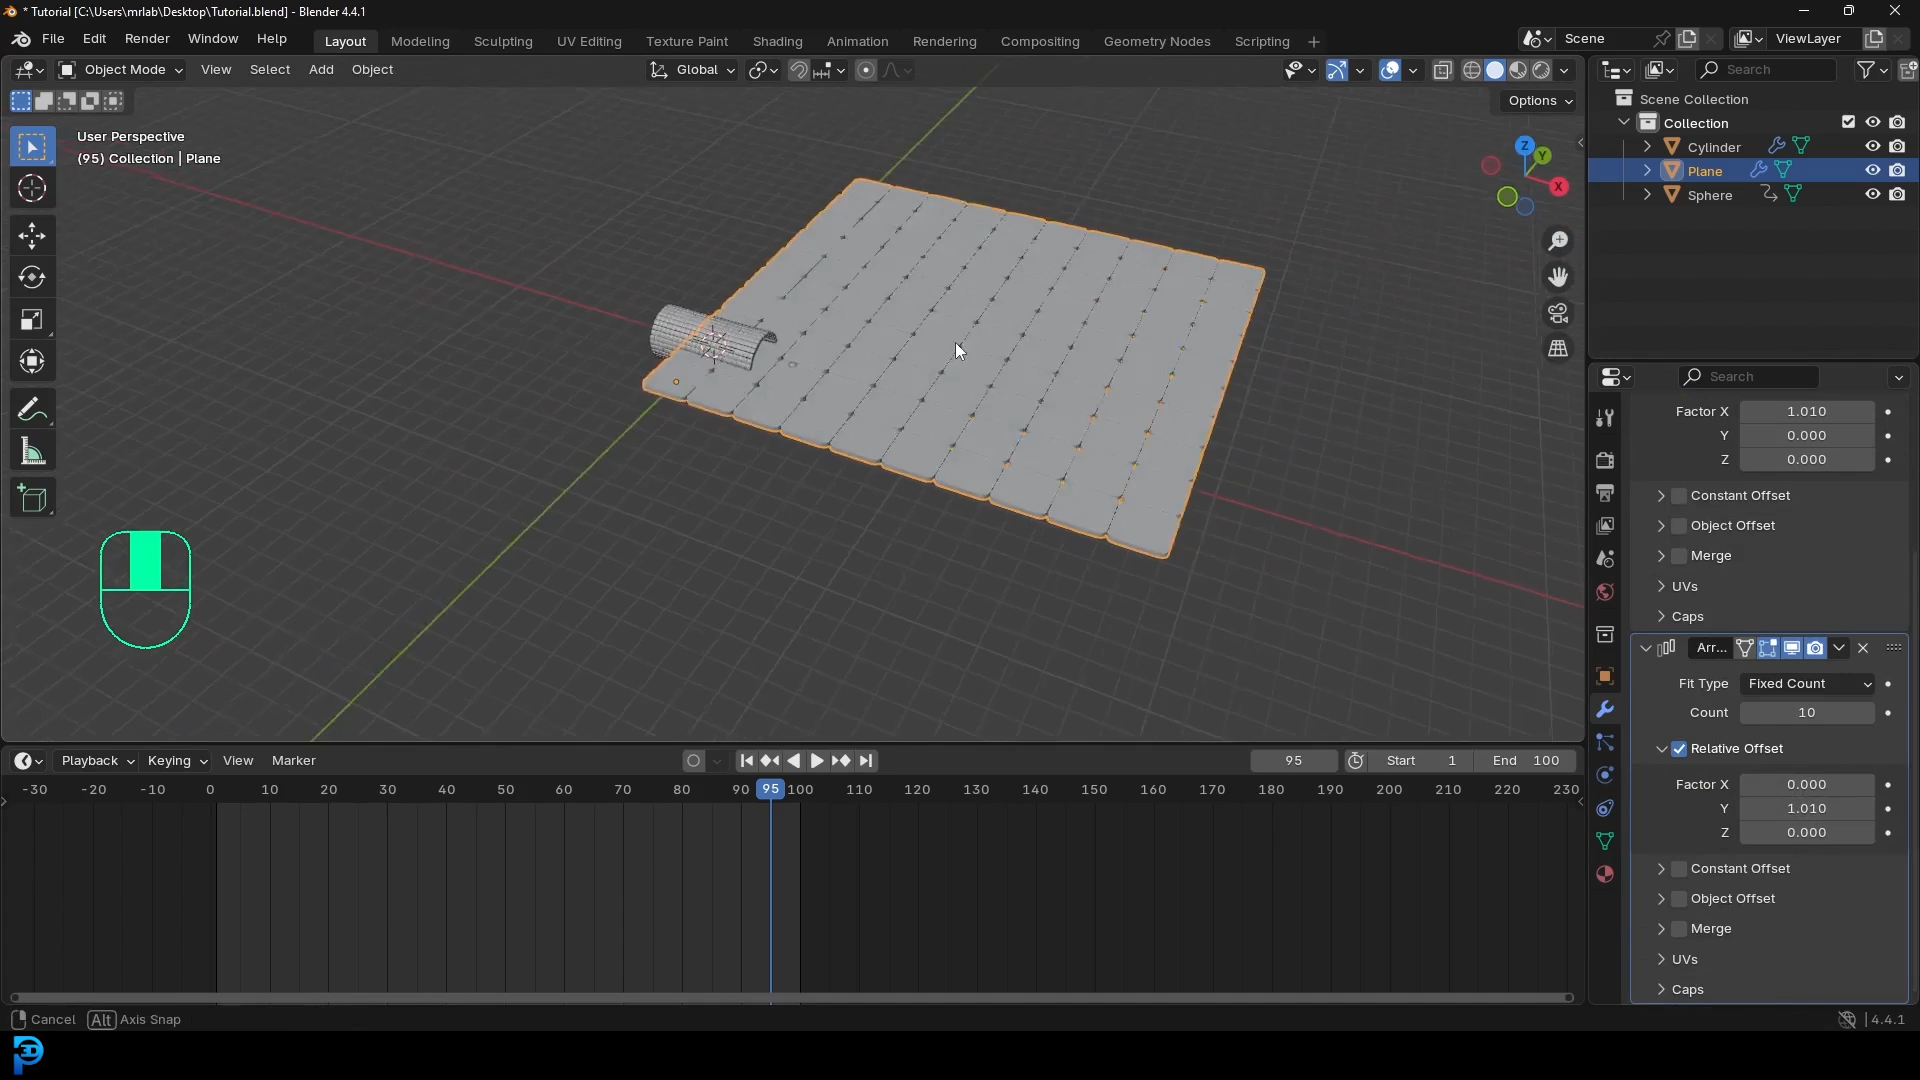 * Tutorial [C:\Users\mrlab\Desktop\Tutorial.blend] - Blender 4.4.1
File Edit Render Window Help
Layout Modeling Sculpting UV Editing Texture Paint Shading Animation Rendering Compositing Geometry Nodes Scripting +
Scene
ViewLayer
Object Mode View Select Add Object
Global
Search
Options
User Perspective
(95) Collection | Plane
Z
Y
X
Scene Collection
Collection
Cylinder
Plane
Sphere
Search
Factor X 1.010
Y 0.000
Z 0.000
Constant Offset
Object Offset
Merge
UVs
Caps
Arr...
Fit Type Fixed Count
Count 10
Relative Offset
Factor X 0.000
Y 1.010
Z 0.000
Constant Offset
Object Offset
Merge
UVs
Caps
Playback Keying View Marker
95 Start 1 End 100
-30 -20 -10 0 10 20 30 40 50 60 70 80 90 95 100 110 120 130 140 150 160 170 180 190 200 210 220 230
Cancel Alt Axis Snap
4.4.1